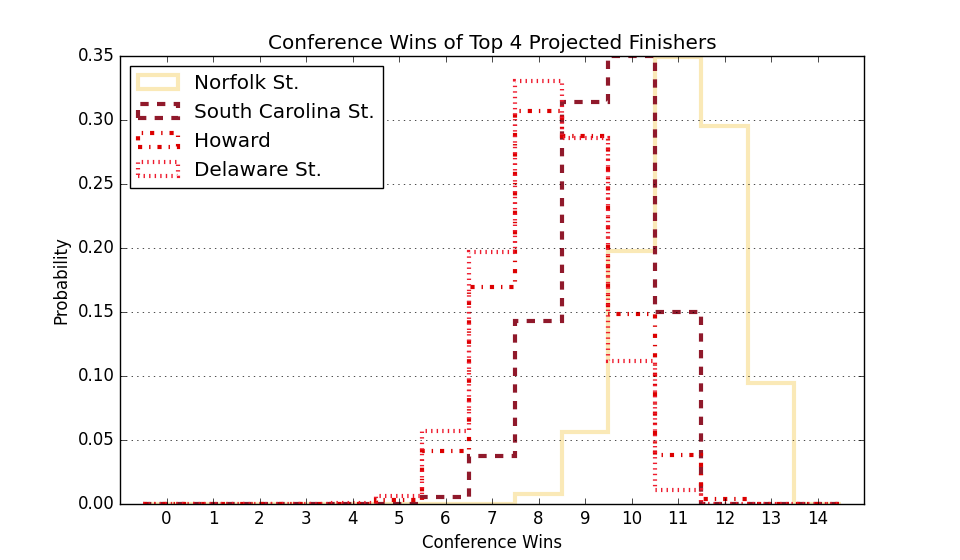 Conference Wins of Top 4 Projected Finishers
0.35
0.30
0.25
0.20
0.15
0.10
0.05
0.00
Probability
Norfolk St.
South Carolina St.
Howard
Delaware St.
0 1 2 3 4 5 6 7 8 9 10 11 12 13 14
Conference Wins